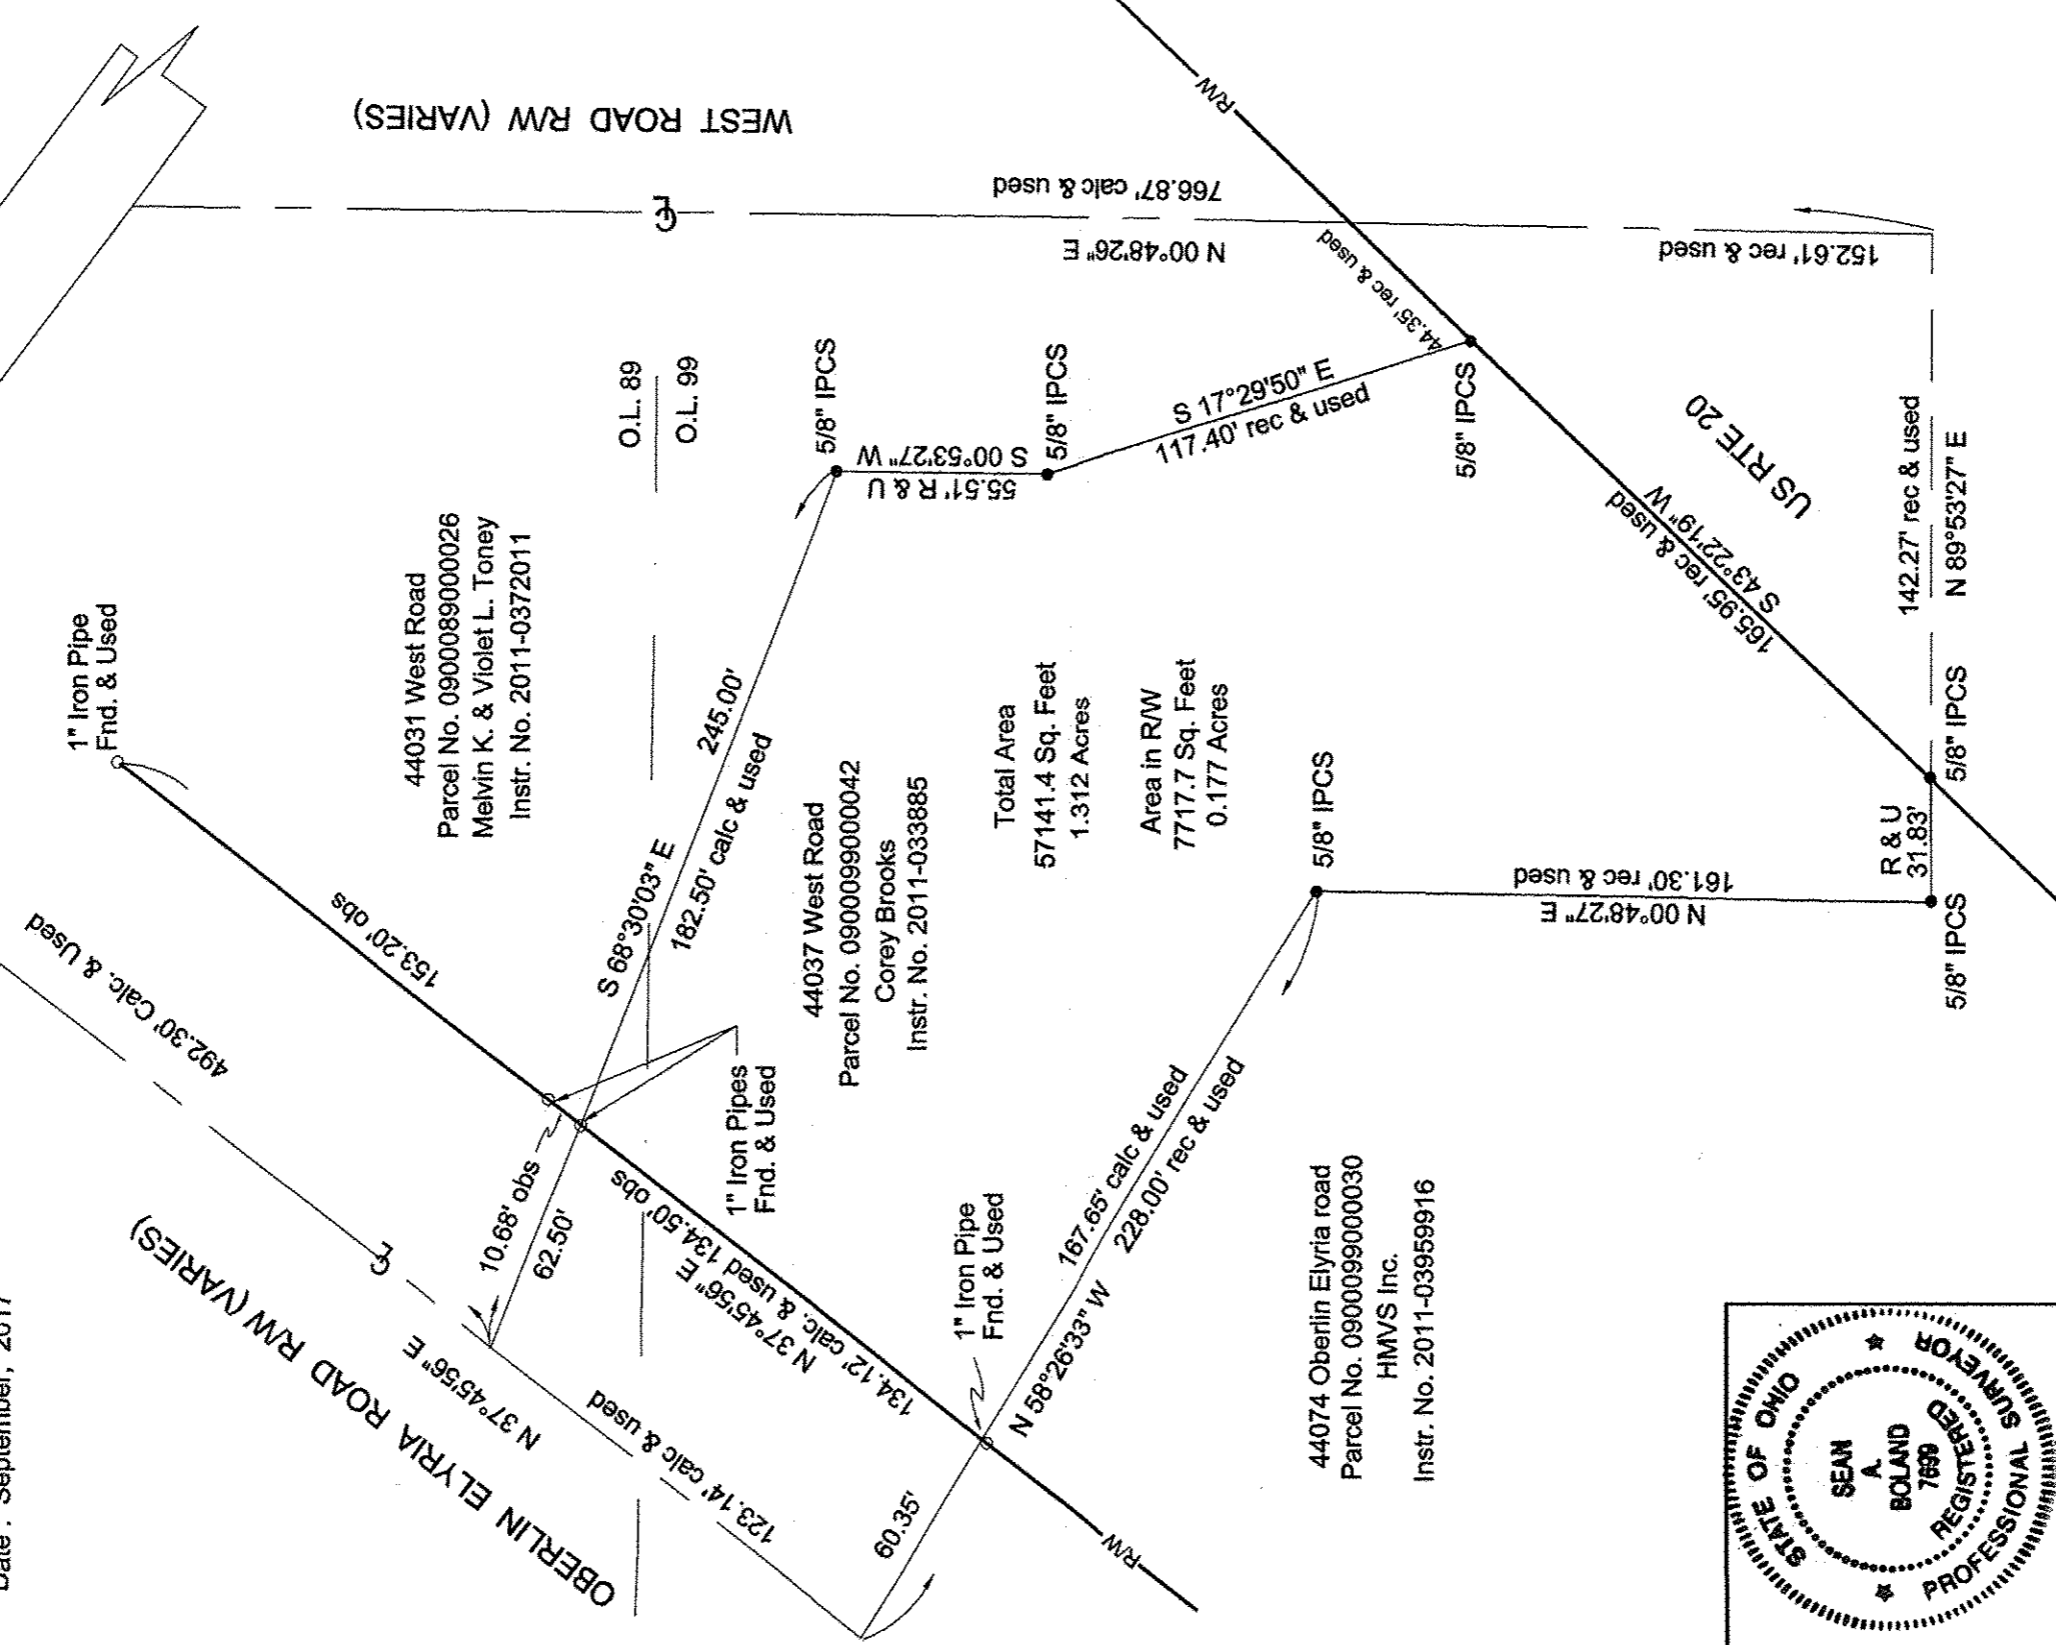 Date : September, 2017
WEST ROAD R/W (VARIES)
766.87' calc & used
N 00°48'26" E
152.61' rec & used
R/W
44.35' rec & used
O.L. 89
O.L. 99
5/8" IPCS
S 00°53'27" W
55.51' R & U
5/8" IPCS
S 17°29'50" E
117.40' rec & used
5/8" IPCS
US RTE 20
S 43°22'19" W
165.95' rec & used
142.27' rec & used
N 89°53'27" E
5/8" IPCS
R & U
31.83'
5/8" IPCS
1" Iron Pipe
Fnd. & Used
44031 West Road
Parcel No. 0900089000026
Melvin K. & Violet L. Toney
Instr. No. 2011-0372011
153.20' obs
492.30' Calc. & Used
S 68°30'03" E
245.00'
182.50' calc & used
44037 West Road
Parcel No. 0900099000042
Corey Brooks
Instr. No. 2011-033885
Total Area
57141.4 Sq. Feet
1.312 Acres
Area in R/W
7717.7 Sq. Feet
0.177 Acres
5/8" IPCS
161.30' rec & used
N 00°48'27" E
CL
CL
10.68' obs
62.50'
1" Iron Pipes
Fnd. & Used
N 37°45'56" E
134.12' calc. & used 134.50' obs
OBERLIN ELYRIA ROAD R/W (VARIES)
N 37°45'56" E
123.14' calc & used
1" Iron Pipe
Fnd. & Used
167.65' calc & used
N 58°26'33" W 228.00' rec & used
60.35'
R/W
44074 Oberlin Elyria road
Parcel No. 0900099000030
HMVS Inc.
Instr. No. 2011-03959916
STATE OF OHIO
SEAN
A.
BOLAND
7699
REGISTERED
PROFESSIONAL SURVEYOR